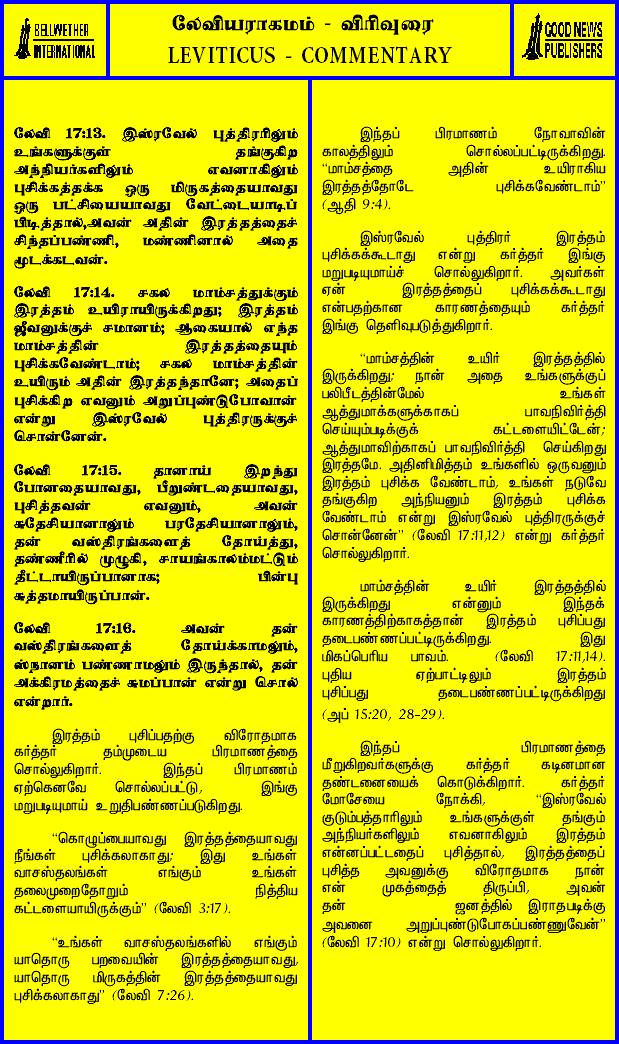 BELLWETHER
INTERNATIONAL
லேவியராகமம் - விரிவுரை
LEVITICUS - COMMENTARY
GOOD NEWS
PUBLISHERS
லேவி 17:13. இஸ்ரவேல் புத்திரரிலும்
உங்களுக்குள் தங்குகிற
அந்நியர்களிலும் எவனாகிலும்
புசிக்கத்தக்க ஒரு மிருகத்தையாவது
ஒரு பட்சியையாவது வேட்டையாடிப்
பிடித்தால்,அவன் அதின் இரத்தத்தைச்
சிந்தப்பண்ணி, மண்ணினால் அதை
மூடக்கடவன்.
லேவி 17:14. சகல மாம்சத்துக்கும்
இரத்தம் உயிராயிருக்கிறது; இரத்தம்
ஜீவனுக்குச் சமானம்; ஆகையால் எந்த
மாம்சத்தின் இரத்தத்தையும்
புசிக்கவேண்டாம்; சகல மாம்சத்தின்
உயிரும் அதின் இரத்தந்தானே; அதைப்
புசிக்கிற எவனும் அறுப்புண்டுபோவான்
என்று இஸ்ரவேல் புத்திரருக்குச்
சொன்னேன்.
லேவி 17:15. தானாய் இறந்து
போனதையாவது, பீறுண்டதையாவது,
புசித்தவன் எவனும், அவன்
சுதேசியானாலும் பரதேசியானாலும்,
தன் வஸ்திரங்களைத் தோய்த்து,
தண்ணீரில் முழுகி, சாயங்காலம்மட்டும்
தீட்டாயிருப்பானாக; பின்பு
சுத்தமாயிருப்பான்.
லேவி 17:16. அவன் தன்
வஸ்திரங்களைத் தோய்க்காமலும்,
ஸ்நானம் பண்ணாமலும் இருந்தால், தன்
அக்கிரமத்தைச் சுமப்பான் என்று சொல்
என்றார்.
இரத்தம் புசிப்பதற்கு விரோதமாக
கர்த்தர் தம்முடைய பிரமாணத்தை
சொல்லுகிறார். இந்தப் பிரமாணம்
ஏற்கெனவே சொல்லப்பட்டு, இங்கு
மறுபடியுமாய் உறுதிபண்ணப்படுகிறது.
“கொழுப்பையாவது இரத்தத்தையாவது
நீங்கள் புசிக்கலாகாது; இது உங்கள்
வாசஸ்தலங்கள் எங்கும் உங்கள்
தலைமுறைதோறும் நித்திய
கட்டளையாயிருக்கும்” (லேவி 3:17).
“உங்கள் வாசஸ்தலங்களில் எங்கும்
யாதொரு பறவையின் இரத்தத்தையாவது,
யாதொரு மிருகத்தின் இரத்தத்தையாவது
புசிக்கலாகாது” (லேவி 7:26).
இந்தப் பிரமாணம் நோவாவின்
காலத்திலும் சொல்லப்பட்டிருக்கிறது.
“மாம்சத்தை அதின் உயிராகிய
இரத்தத்தோடே புசிக்கவேண்டாம்”
(ஆதி 9:4).
இஸ்ரவேல் புத்திரர் இரத்தம்
புசிக்கக்கூடாது என்று கர்த்தர் இங்கு
மறுபடியுமாய்ச் சொல்லுகிறார். அவர்கள்
ஏன் இரத்தத்தைப் புசிக்கக்கூடாது
என்பதற்கான காரணத்தையும் கர்த்தர்
இங்கு தெளிவுபடுத்துகிறார்.
“மாம்சத்தின் உயிர் இரத்தத்தில்
இருக்கிறது; நான் அதை உங்களுக்குப்
பலிபீடத்தின்மேல் உங்கள்
ஆத்துமாக்களுக்காகப் பாவநிவிர்த்தி
செய்யும்படிக்குக் கட்டளையிட்டேன்;
ஆத்துமாவிற்காகப் பாவநிவிர்த்தி செய்கிறது
இரத்தமே. அதினிமித்தம் உங்களில் ஒருவனும்
இரத்தம் புசிக்க வேண்டாம், உங்கள் நடுவே
தங்குகிற அந்நியனும் இரத்தம் புசிக்க
வேண்டாம் என்று இஸ்ரவேல் புத்திரருக்குச்
சொன்னேன்” (லேவி 17:11,12) என்று கர்த்தர்
சொல்லுகிறார்.
மாம்சத்தின் உயிர் இரத்தத்தில்
இருக்கிறது என்னும் இந்தக்
காரணத்திற்காகத்தான் இரத்தம் புசிப்பது
தடைபண்ணப்பட்டிருக்கிறது. இது
மிகப்பெரிய பாவம். (லேவி 17:11,14).
புதிய ஏற்பாட்டிலும் இரத்தம்
புசிப்பது தடைபண்ணப்பட்டிருக்கிறது
(அப் 15:20, 28-29).
இந்தப் பிரமாணத்தை
மீறுகிறவர்களுக்கு கர்த்தர் கடினமான
தண்டனையைக் கொடுக்கிறார். கர்த்தர்
மோசேயை நோக்கி, “இஸ்ரவேல்
குடும்பத்தாரிலும் உங்களுக்குள் தங்கும்
அந்நியர்களிலும் எவனாகிலும் இரத்தம்
என்னப்பட்டதைப் புசித்தால், இரத்தத்தைப்
புசித்த அவனுக்கு விரோதமாக நான்
என் முகத்தைத் திருப்பி, அவன்
தன் ஜனத்தில் இராதபடிக்கு
அவனை அறுப்புண்டுபோகப்பண்ணுவேன்”
(லேவி 17:10) என்று சொல்லுகிறார்.